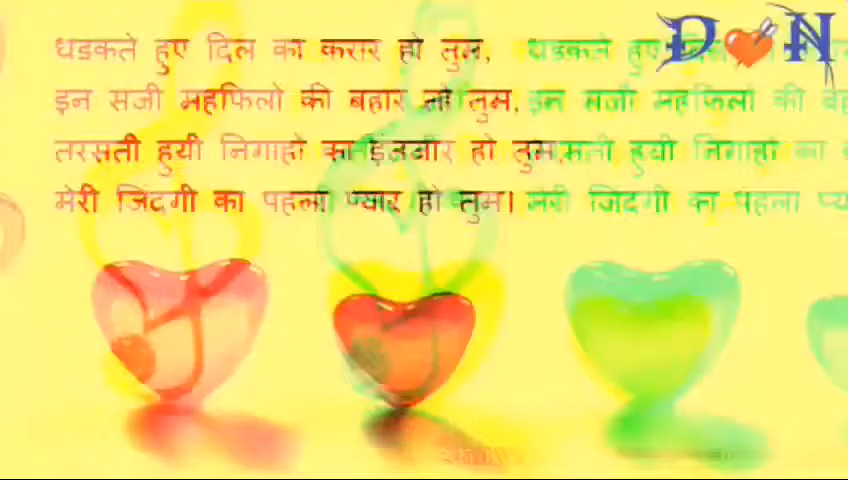 धडकते हुए दिल का करार हो तुम,
इन सजी महफिलो की बहार हो तुम,
तरसती हुयी निगाहो का इंतजार हो तुम,
मेरी जिंदगी का पहला प्यार हो तुम।
D N